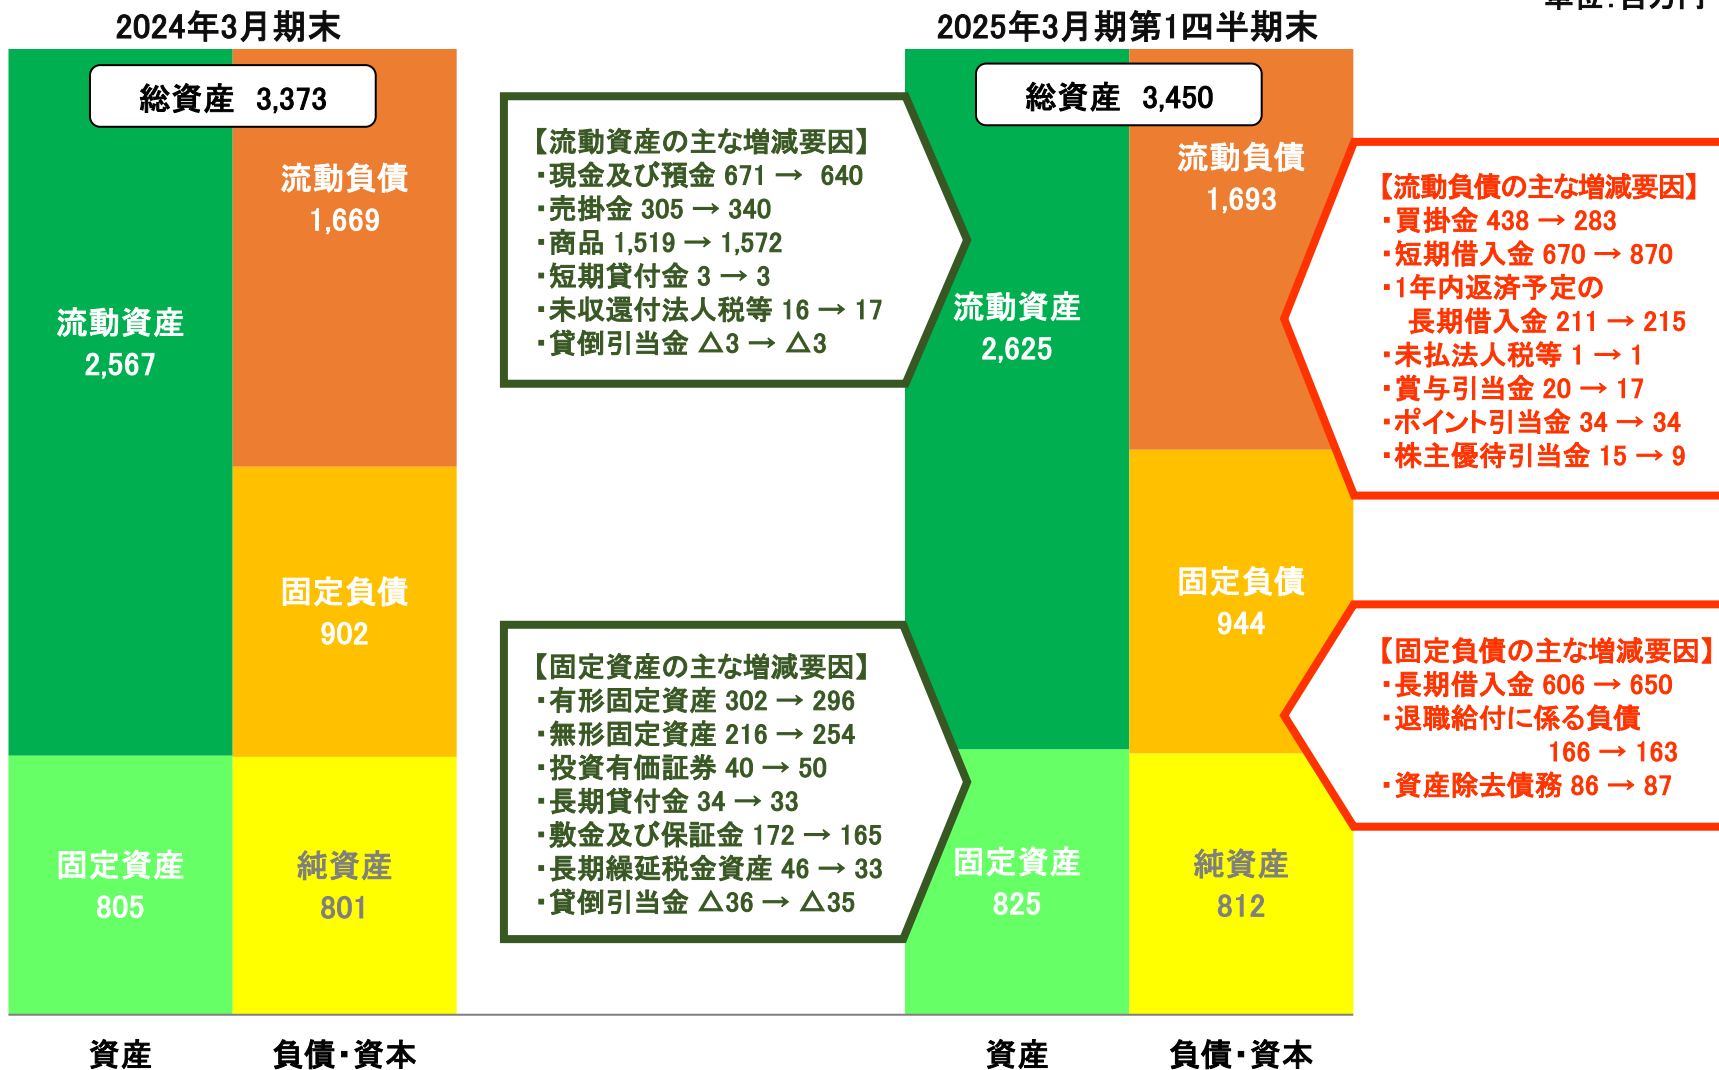 単位：百万円
2024年3月期末
総資産 3,373
流動資産
2,567
固定資産
805
流動負債
1,669
固定負債
902
純資産
801
資産
負債・資本
【流動資産の主な増減要因】
・現金及び預金 671 → 640
・売掛金 305 → 340
・商品 1,519 → 1,572
・短期貸付金 3 → 3
・未収還付法人税等 16 → 17
・貸倒引当金 △3 → △3
【固定資産の主な増減要因】
・有形固定資産 302 → 296
・無形固定資産 216 → 254
・投資有価証券 40 → 50
・長期貸付金 34 → 33
・敷金及び保証金 172 → 165
・長期繰延税金資産 46 → 33
・貸倒引当金 △36 → △35
2025年3月期第1四半期末
総資産 3,450
流動資産
2,625
固定資産
825
流動負債
1,693
固定負債
944
純資産
812
資産
負債・資本
【流動負債の主な増減要因】
・買掛金 438 → 283
・短期借入金 670 → 870
・1年内返済予定の
長期借入金 211 → 215
・未払法人税等 1 → 1
・賞与引当金 20 → 17
・ポイント引当金 34 → 34
・株主優待引当金 15 → 9
【固定負債の主な増減要因】
・長期借入金 606 → 650
・退職給付に係る負債
166 → 163
・資産除去債務 86 → 87